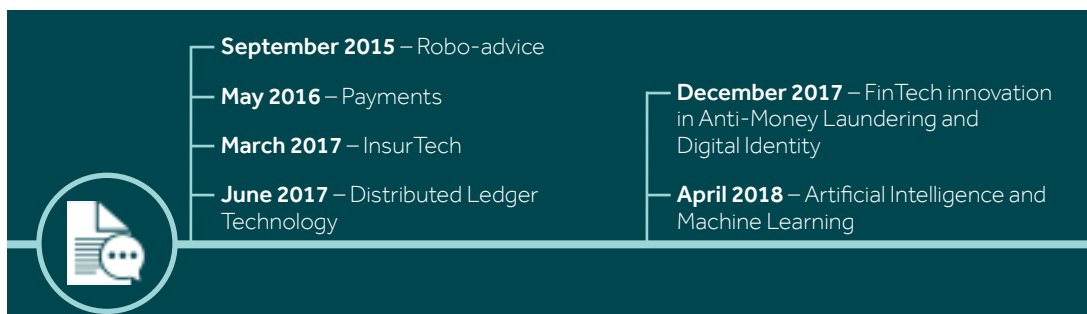 September 2015 – Robo-advice
May 2016 – Payments
March 2017 – InsurTech
June 2017 – Distributed Ledger
Technology
December 2017 – FinTech innovation
in Anti-Money Laundering and
Digital Identity
April 2018 – Artificial Intelligence and
Machine Learning